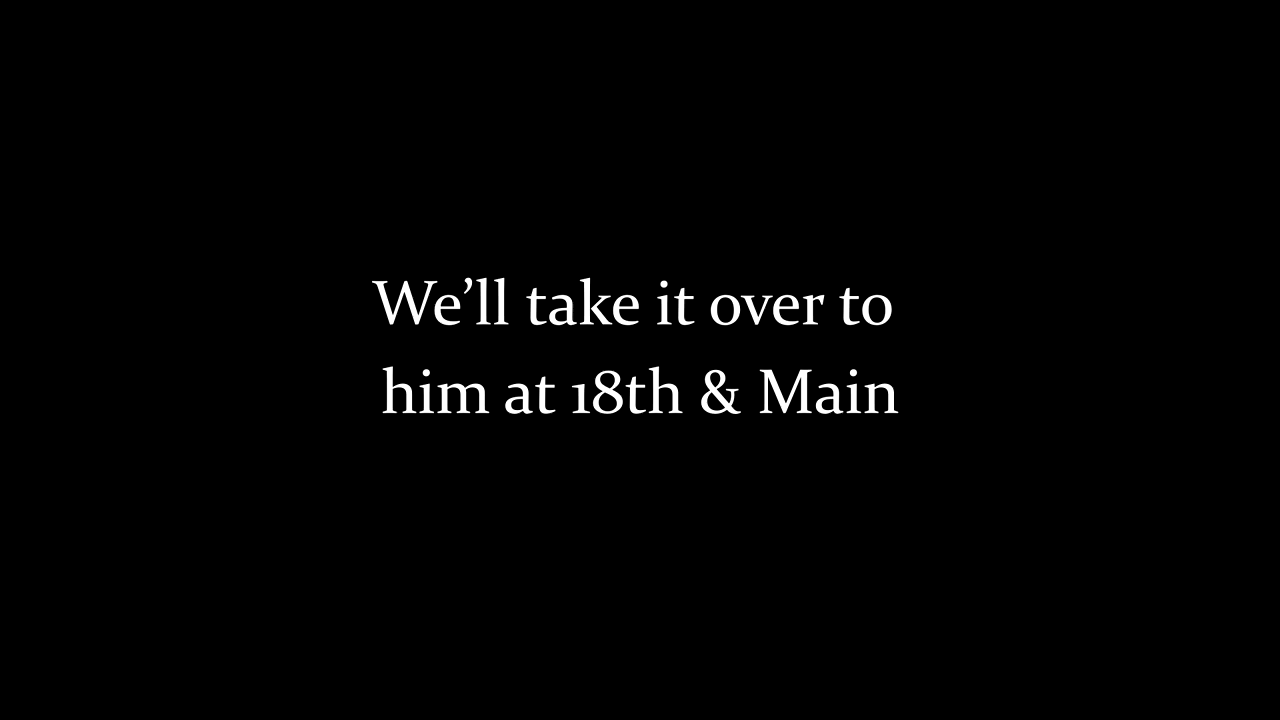 We’ll take it over to
him at 18th & Main